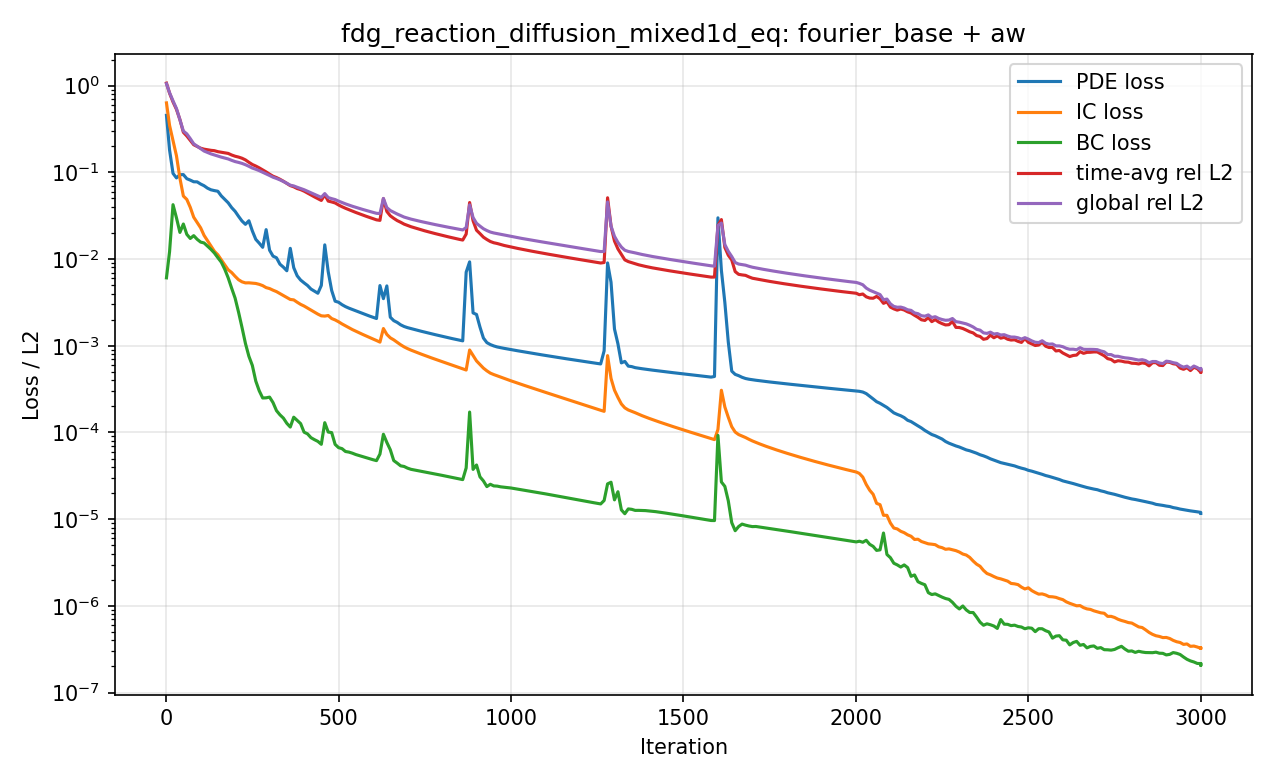 fdg_reaction_diffusion_mixed1d_eq: fourier_base + aw
PDE loss
IC loss
BC loss
time-avg rel L2
global rel L2
Loss / L2
10⁰
10⁻¹
10⁻²
10⁻³
10⁻⁴
10⁻⁵
10⁻⁶
10⁻⁷
0 500 1000 1500 2000 2500 3000
Iteration